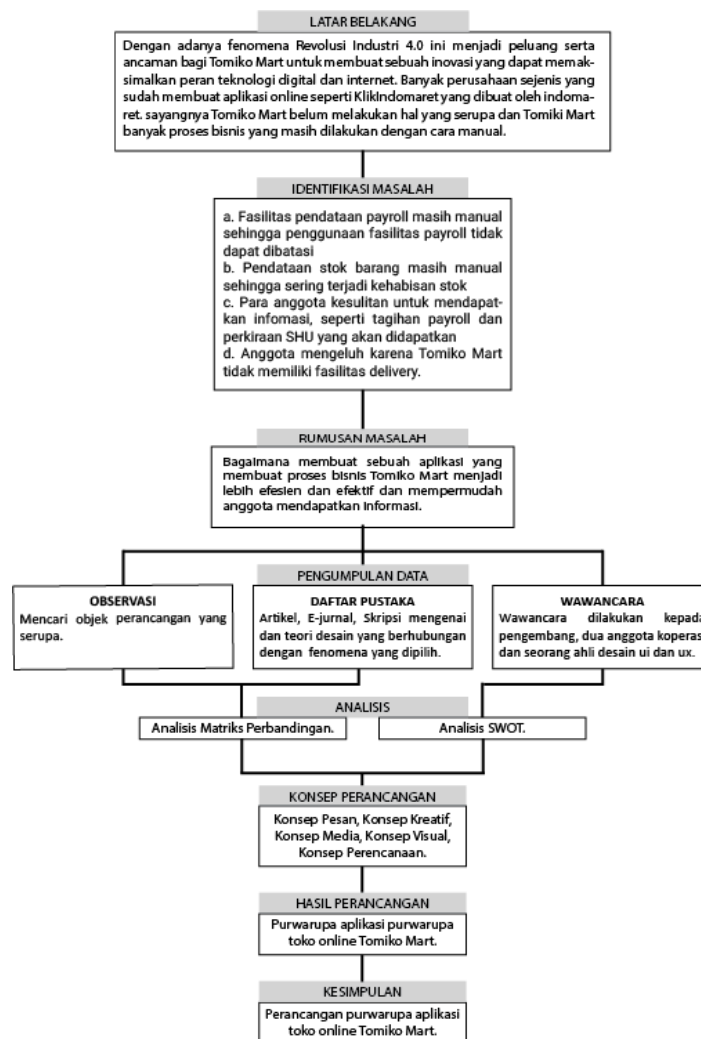 LATAR BELAKANG
Dengan adanya fenomena Revolusi Industri 4.0 ini menjadi peluang serta
ancaman bagi Tomiko Mart untuk membuat sebuah inovasi yang dapat memak-
simalkan peran teknologi digital dan internet. Banyak perusahaan sejenis yang
sudah membuat aplikasi online seperti KlikIndomaret yang dibuat oleh indoma-
ret. sayangnya Tomiko Mart belum melakukan hal yang serupa dan Tomiki Mart
banyak proses bisnis yang masih dilakukan dengan cara manual.
IDENTIFIKASI MASALAH
a. Fasilitas pendataan payroll masih manual
sehingga penggunaan fasilitas payroll tidak
dapat dibatasi
b. Pendataan stok barang masih manual
sehingga sering terjadi kehabisan stok
c. Para anggota kesulitan untuk mendapat-
kan infomasi, seperti tagihan payroll dan
perkiraan SHU yang akan didapatkan
d. Anggota mengeluh karena Tomiko Mart
tidak memiliki fasilitas delivery.
RUMUSAN MASALAH
Bagaimana membuat sebuah aplikasi yang
membuat proses bisnis Tomiko Mart menjadi
lebih efesien dan efektif dan mempermudah
anggota mendapatkan informasi.
PENGUMPULAN DATA
OBSERVASI
Mencari objek perancangan yang
serupa.
DAFTAR PUSTAKA
Artikel, E-jurnal, Skripsi mengenai
dan teori desain yang berhubungan
dengan fenomena yang dipilih.
WAWANCARA
Wawancara dilakukan kepada
pengembang, dua anggota koperas
dan seorang ahli desain ui dan ux.
ANALISIS
Analisis Matriks Perbandingan.
Analisis SWOT.
KONSEP PERANCANGAN
Konsep Pesan, Konsep Kreatif,
Konsep Media, Konsep Visual,
Konsep Perencanaan.
HASIL PERANCANGAN
Purwarupa aplikasi purwarupa
toko online Tomiko Mart.
KESIMPULAN
Perancangan purwarupa aplikasi
toko online Tomiko Mart.